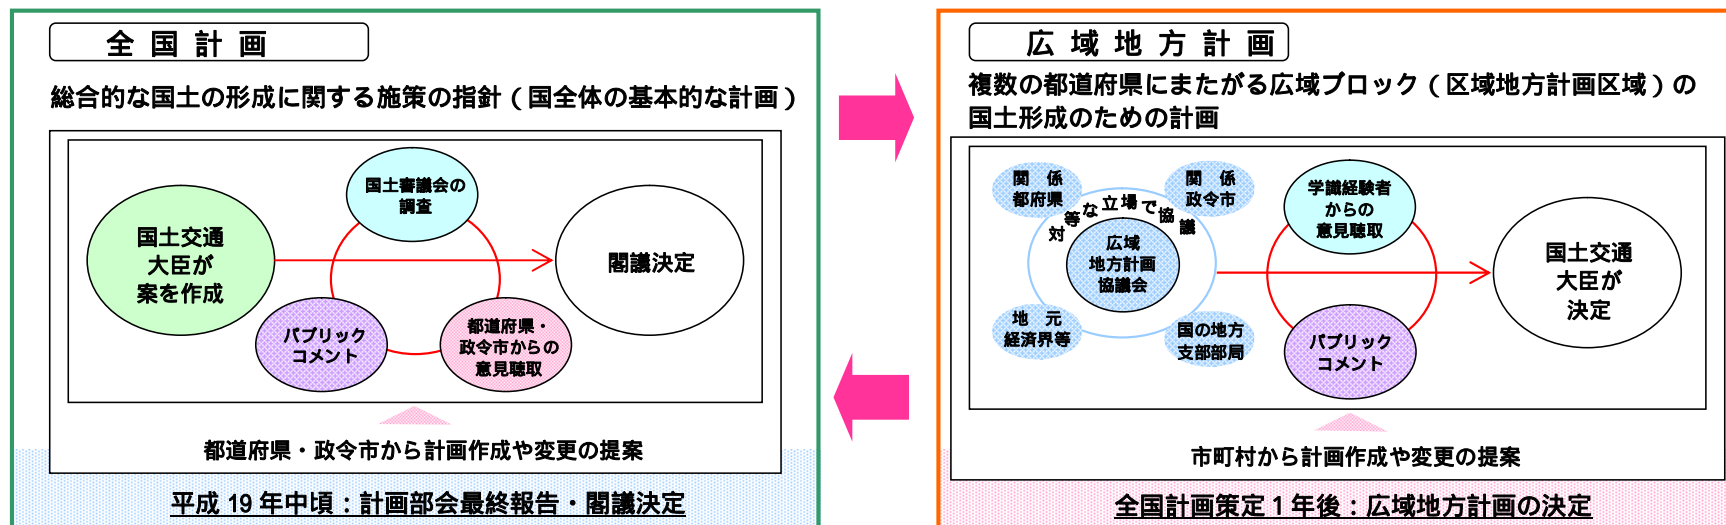 全国計画
総合的な国土の形成に関する施策の指針(国全体の基本的な計画)
国土交通
大臣が
案を作成
国土審議会の
調査
パブリック
コメント
都道府県・
政令市からの
意見聴取
閣議決定
都道府県・政令市から計画作成や変更の提案
平成 19 年中頃:計画部会最終報告・閣議決定
広域地方計画
複数の都道府県にまたがる広域ブロック(区域地方計画区域)の
国土形成のための計画
関 係
都府県
関 係
政令市
対等な立場で協議
広域
地方計画
協議会
地 元
経済界等
国の地方
支部部局
学識経験者
からの
意見聴取
パブリック
コメント
国土交通
大臣が
決定
市町村から計画作成や変更の提案
全国計画策定1年後:広域地方計画の決定